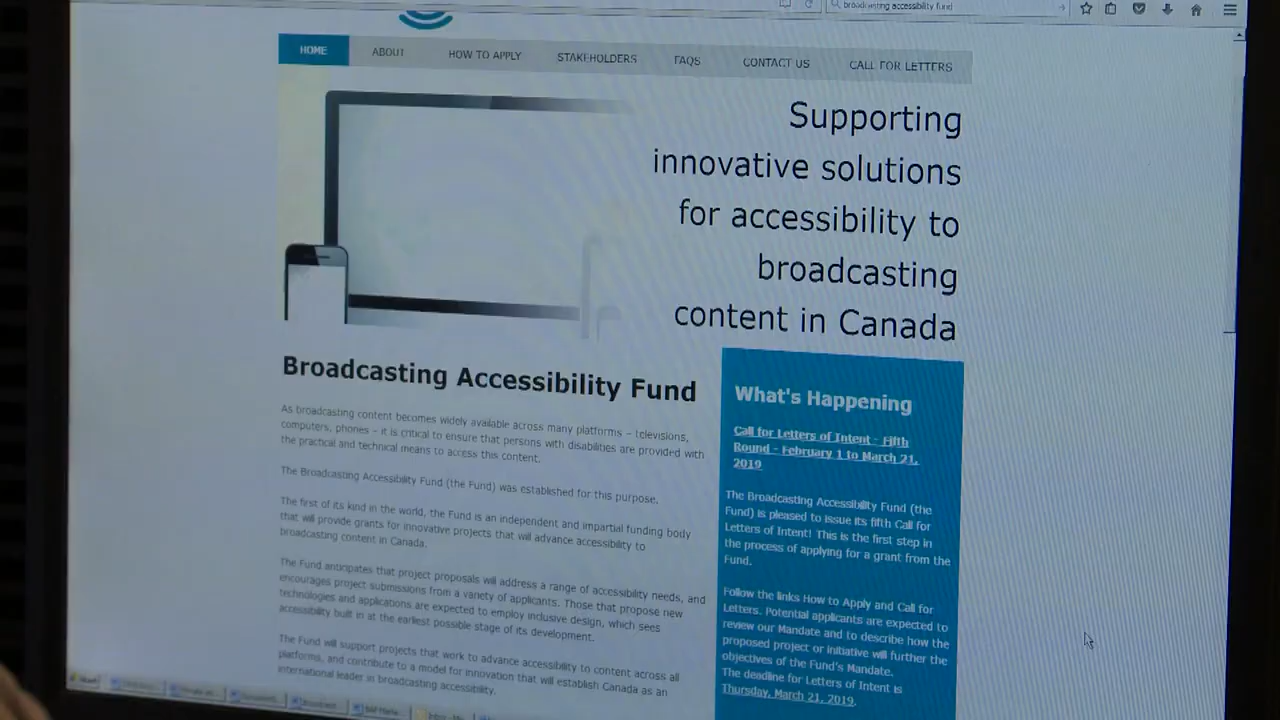 broadcasting accessibility fund
HOME
ABOUT
HOW TO APPLY
STAKEHOLDERS
FAQS
CONTACT US
CALL FOR LETTERS
Supporting
innovative solutions
for accessibility to
broadcasting
content in Canada
Broadcasting Accessibility Fund
As broadcasting content becomes widely available across many platforms – televisions,
computers, phones – it is critical to ensure that persons with disabilities are provided with
the practical and technical means to access this content.
The Broadcasting Accessibility Fund (the Fund) was established for this purpose.
The first of its kind in the world, the Fund is an independent and impartial funding body
that will provide grants for innovative projects that will advance accessibility to
broadcasting content in Canada.
The Fund anticipates that project proposals will address a range of accessibility needs, and
encourages project submissions from a variety of applicants. Those that propose new
technologies and applications are expected to employ inclusive design, which sees
accessibility built in at the earliest possible stage of its development.
The Fund will support projects that work to advance accessibility to content across all
platforms, and contribute to a model for innovation that will establish Canada as an
international leader in broadcasting accessibility.
What's Happening
Call for Letters of Intent - Fifth
Round - February 1 to March 21,
2019
The Broadcasting Accessibility Fund (the
Fund) is pleased to issue its fifth Call for
Letters of Intent! This is the first step in
the process of applying for a grant from the
Fund.
Follow the links How to Apply and Call for
Letters. Potential applicants are expected to
review our Mandate and to describe how the
proposed project or initiative will further the
objectives of the Fund's Mandate.
The deadline for Letters of Intent is
Thursday, March 21, 2019.
Start